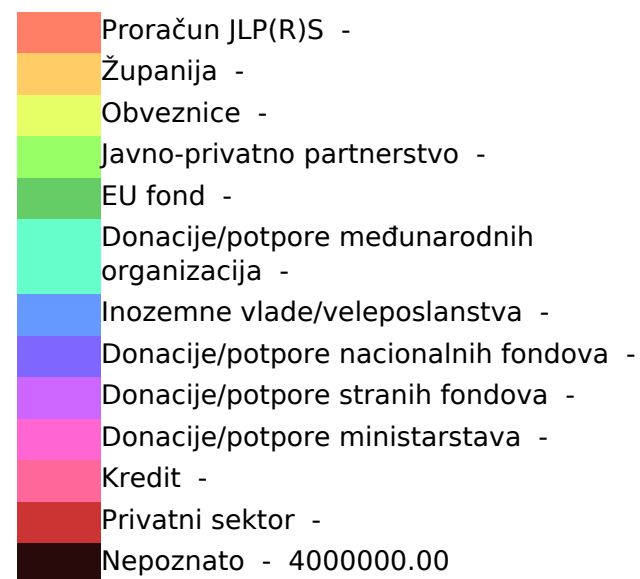 Proračun JLP(R)S -
Županija -
Obveznice -
Javno-privatno partnerstvo -
EU fond -
Donacije/potpore međunarodnih
organizacija -
Inozemne vlade/veleposlanstva -
Donacije/potpore nacionalnih fondova -
Donacije/potpore stranih fondova -
Donacije/potpore ministarstava -
Kredit -
Privatni sektor -
Nepoznato - 4000000.00